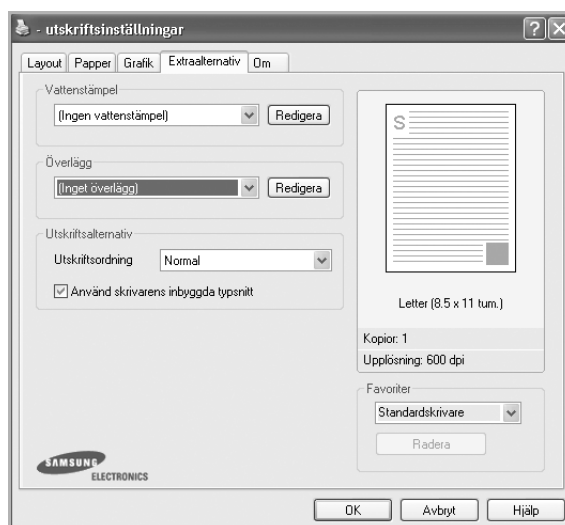 - utskriftsinställningar
Layout Papper Grafik Extraalternativ Om
Vattenstämpel
(Ingen vattenstämpel) Redigera
Överlägg
(Inget överlägg) Redigera
Utskriftsalternativ
Utskriftsordning Normal
Använd skrivarens inbyggda typsnitt
S
Letter (8.5 x 11 tum.)
Kopior: 1
Upplösning: 600 dpi
Favoriter
Standardskrivare
Radera
SAMSUNG
ELECTRONICS
OK Avbryt Hjälp